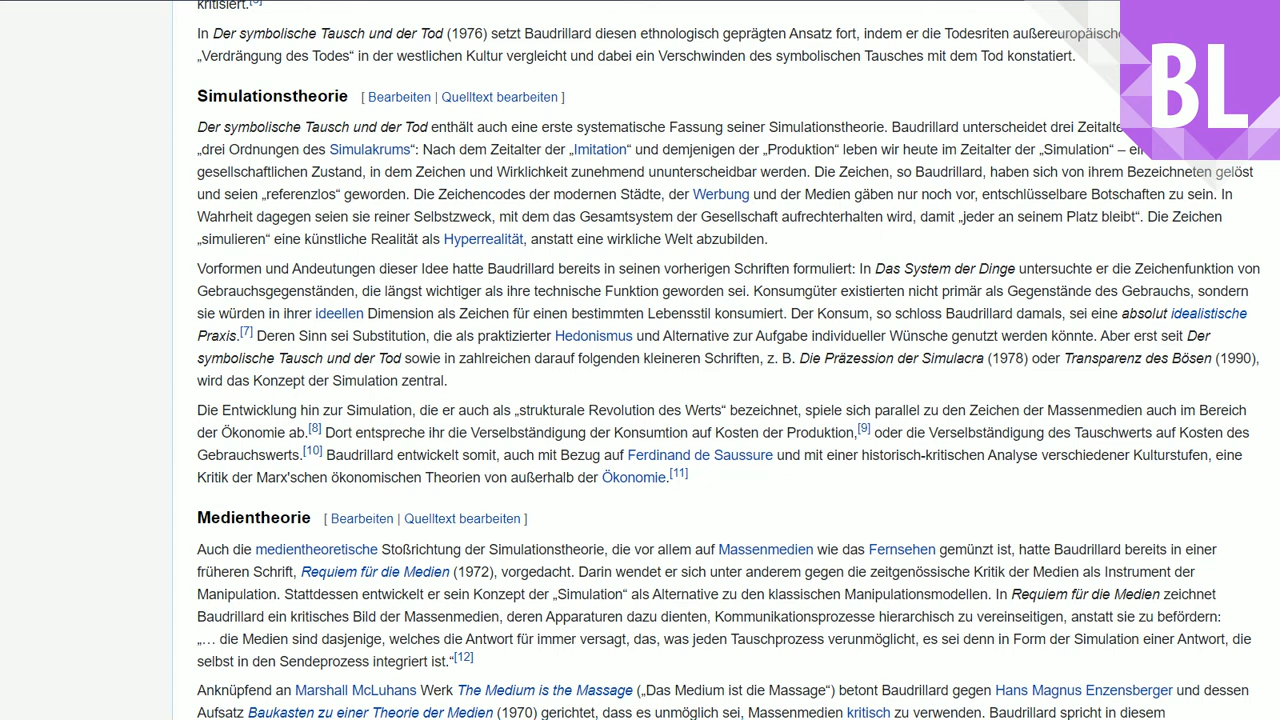 kritisiert.[6]
In Der symbolische Tausch und der Tod (1976) setzt Baudrillard diesen ethnologisch geprägten Ansatz fort, indem er die Todesriten
„Verdrängung des Todes“ in der westlichen Kultur vergleicht und dabei ein Verschwinden des symbolischen Tausches mit dem Tod konstatiert.
BL
Simulationstheorie [ Bearbeiten | Quelltext bearbeiten ]
Der symbolische Tausch und der Tod enthält auch eine erste systematische Fassung seiner Simulationstheorie. Baudrillard unterscheidet drei
„drei Ordnungen des Simulakrums“: Nach dem Zeitalter der „Imitation“ und demjenigen der „Produktion“ leben wir heute im Zeitalter der „Simulation“ –
gesellschaftlichen Zustand, in dem Zeichen und Wirklichkeit zunehmend ununterscheidbar werden. Die Zeichen, so Baudrillard, haben sich von ihrem Bezeichneten gelöst
und seien „referenzlos“ geworden. Die Zeichencodes der modernen Städte, der Werbung und der Medien gäben nur noch vor, entschlüsselbare Botschaften zu sein. In
Wahrheit dagegen seien sie reiner Selbstzweck, mit dem das Gesamtsystem der Gesellschaft aufrechterhalten wird, damit „jeder an seinem Platz bleibt“. Die Zeichen
„simulieren“ eine künstliche Realität als Hyperrealität, anstatt eine wirkliche Welt abzubilden.
Vorformen und Andeutungen dieser Idee hatte Baudrillard bereits in seinen vorherigen Schriften formuliert: In Das System der Dinge untersuchte er die Zeichenfunktion von
Gebrauchsgegenständen, die längst wichtiger als ihre technische Funktion geworden sei. Konsumgüter existierten nicht primär als Gegenstände des Gebrauchs, sondern
sie würden in ihrer ideellen Dimension als Zeichen für einen bestimmten Lebensstil konsumiert. Der Konsum, so schloss Baudrillard damals, sei eine absolut idealistische
Praxis.[7] Deren Sinn sei Substitution, die als praktizierter Hedonismus und Alternative zur Aufgabe individueller Wünsche genutzt werden könnte. Aber erst seit Der
symbolische Tausch und der Tod sowie in zahlreichen darauf folgenden kleineren Schriften, z. B. Die Präzession der Simulacra (1978) oder Transparenz des Bösen (1990),
wird das Konzept der Simulation zentral.
Die Entwicklung hin zur Simulation, die er auch als „strukturale Revolution des Werts“ bezeichnet, spiele sich parallel zu den Zeichen der Massenmedien auch im Bereich
der Ökonomie ab.[8] Dort entspreche ihr die Verselbständigung der Konsumtion auf Kosten der Produktion,[9] oder die Verselbständigung des Tauschwerts auf Kosten des
Gebrauchswerts.[10] Baudrillard entwickelt somit, auch mit Bezug auf Ferdinand de Saussure und mit einer historisch-kritischen Analyse verschiedener Kulturstufen, eine
Kritik der Marx'schen ökonomischen Theorien von außerhalb der Ökonomie.[11]
Medientheorie [ Bearbeiten | Quelltext bearbeiten ]
Auch die medientheoretische Stoßrichtung der Simulationstheorie, die vor allem auf Massenmedien wie das Fernsehen gemünzt ist, hatte Baudrillard bereits in einer
früheren Schrift, Requiem für die Medien (1972), vorgedacht. Darin wendet er sich unter anderem gegen die zeitgenössische Kritik der Medien als Instrument der
Manipulation. Stattdessen entwickelt er sein Konzept der „Simulation“ als Alternative zu den klassischen Manipulationsmodellen. In Requiem für die Medien zeichnet
Baudrillard ein kritisches Bild der Massenmedien, deren Apparaturen dazu dienten, Kommunikationsprozesse hierarchisch zu vereinseitigen, anstatt sie zu befördern:
„… die Medien sind dasjenige, welches die Antwort für immer versagt, das, was jeden Tauschprozess verunmöglicht, es sei denn in Form der Simulation einer Antwort, die
selbst in den Sendeprozess integriert ist.“[12]
Anknüpfend an Marshall McLuhans Werk The Medium is the Massage („Das Medium ist die Massage“) betont Baudrillard gegen Hans Magnus Enzensberger und dessen
Aufsatz Baukasten zu einer Theorie der Medien (1970) gerichtet, dass es unmöglich sei, Massenmedien kritisch zu verwenden. Baudrillard spricht in diesem